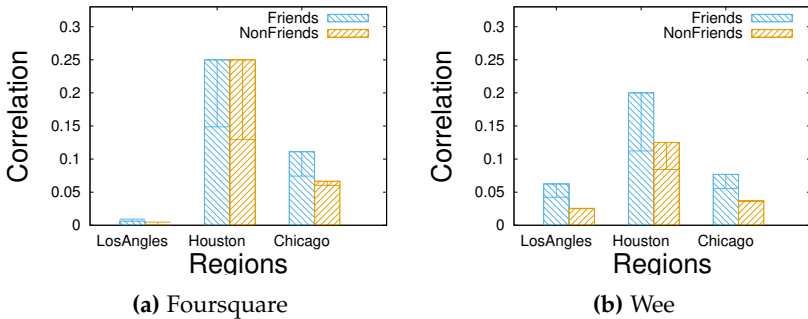 Friends
NonFriends
Correlation
0.3
0.25
0.2
0.15
0.1
0.05
0
LosAngles
Houston
Chicago
Regions
(a) Foursquare
Friends
NonFriends
Correlation
0.3
0.25
0.2
0.15
0.1
0.05
0
LosAngles
Houston
Chicago
Regions
(b) Wee